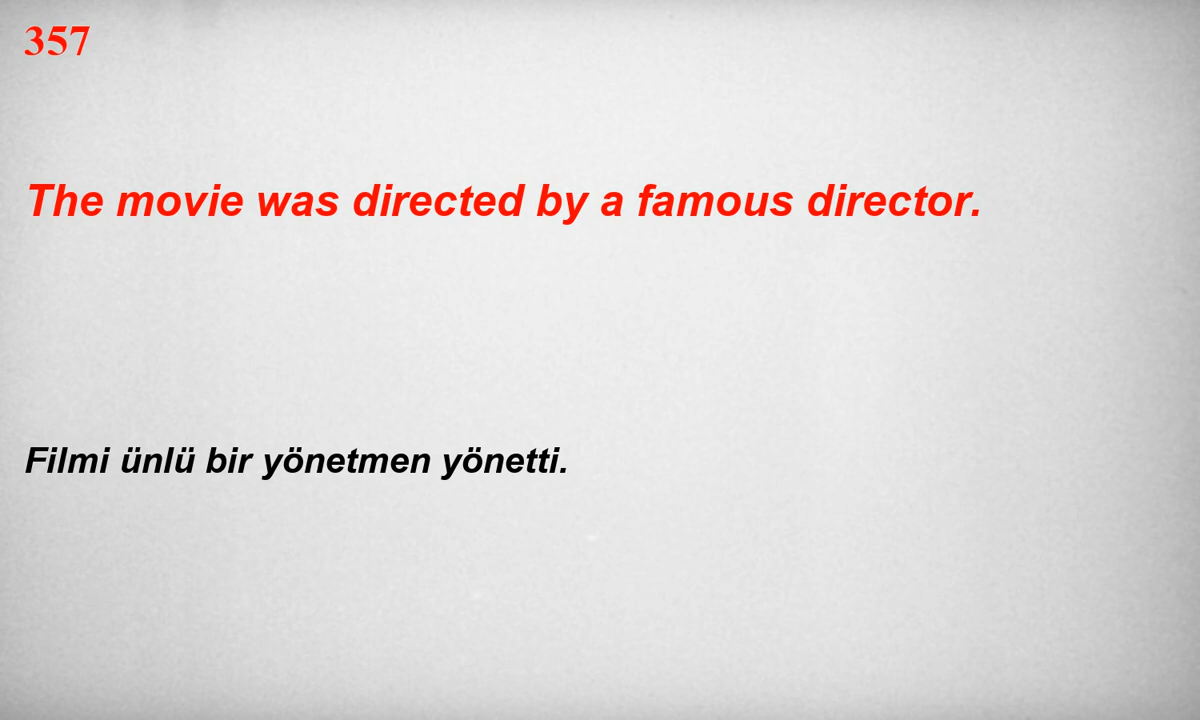 357
The movie was directed by a famous director.
Filmi ünlü bir yönetmen yönetti.